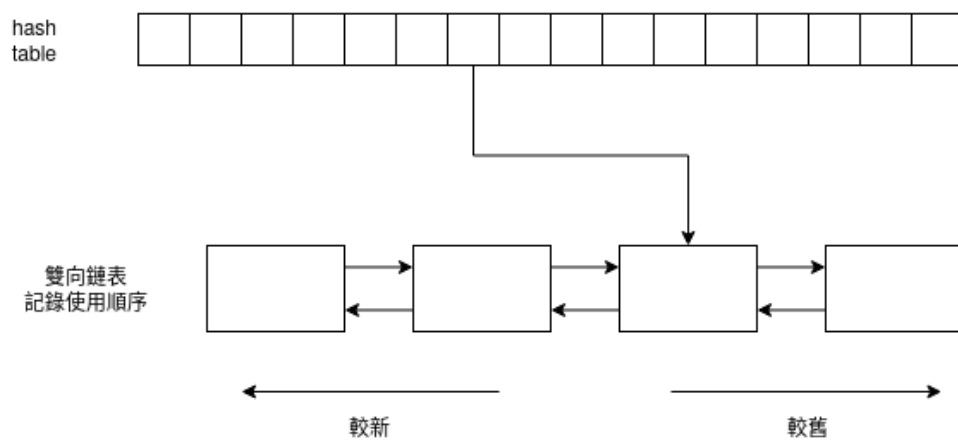 hash
table
雙向鏈表
記錄使用順序
較新
較舊